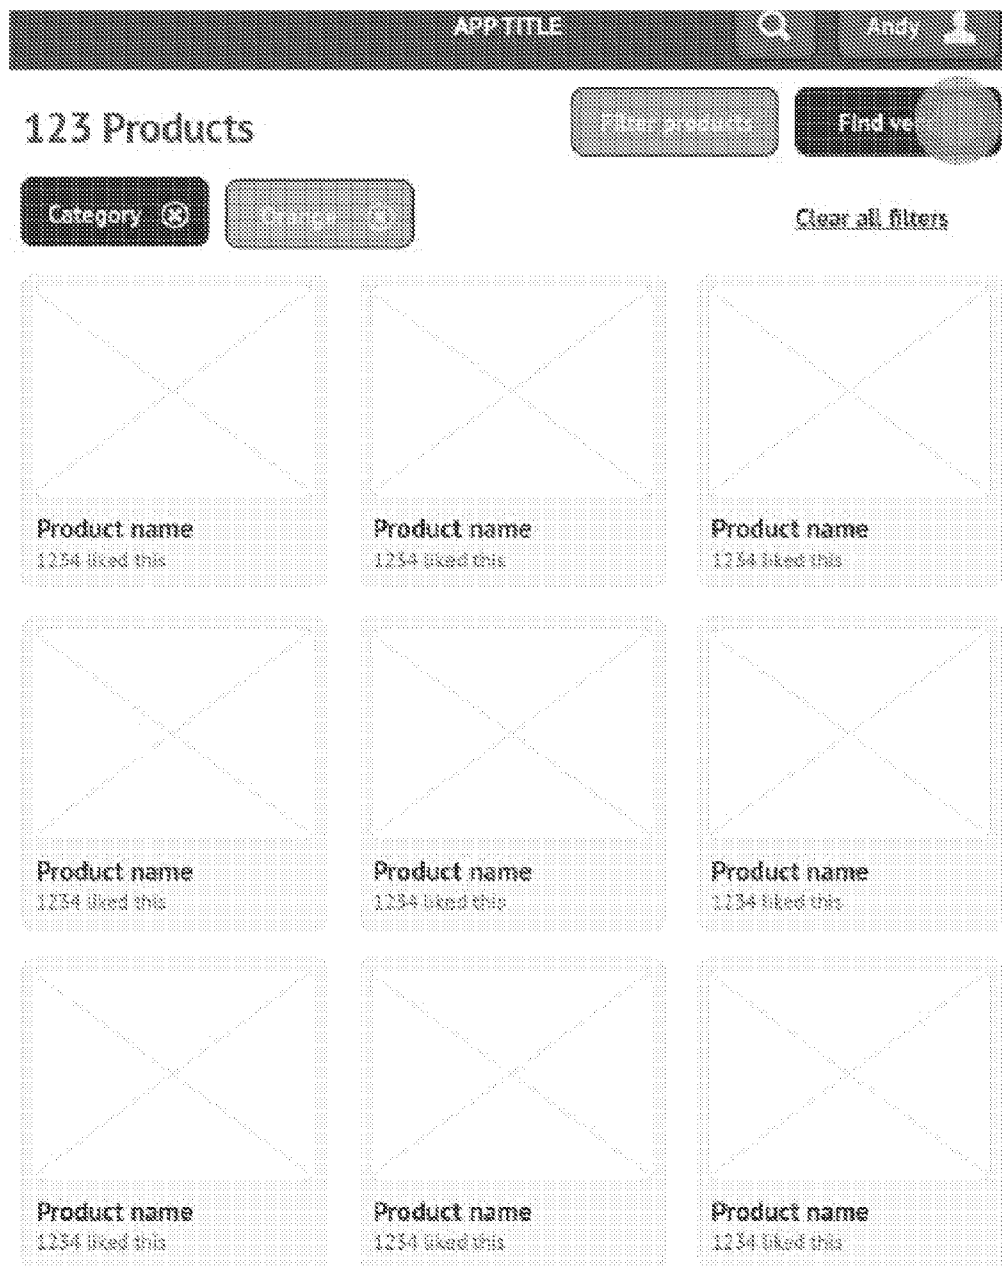 APP TITLE Andy
123 Products Filter products Find
Category
Clear all filters
Product name Product name Product name
1234 liked this 1234 liked this 1234 liked this
Product name Product name Product name
1234 liked this 1234 liked this 1234 liked this
Product name Product name Product name
1234 liked this 1234 liked this 1234 liked this